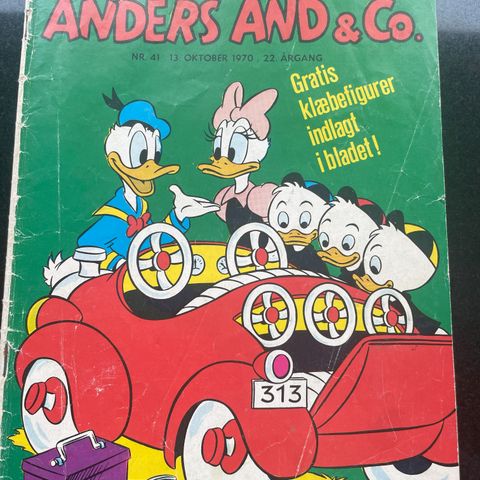 ANDERS AND & Co.
NR. 41 13. OKTOBER 1970 . 22. ÅRGANG
Gratis
klæbefigurer
indlagt
i bladet!
313